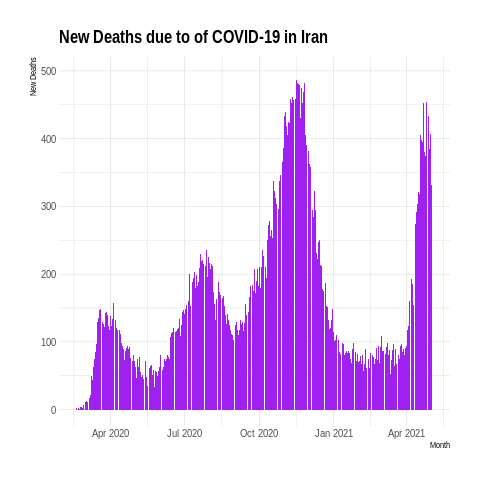 New Deaths due to of COVID-19 in Iran
New Deaths
500
400
300
200
100
0
Apr 2020
Jul 2020
Oct 2020
Jan 2021
Apr 2021
Month